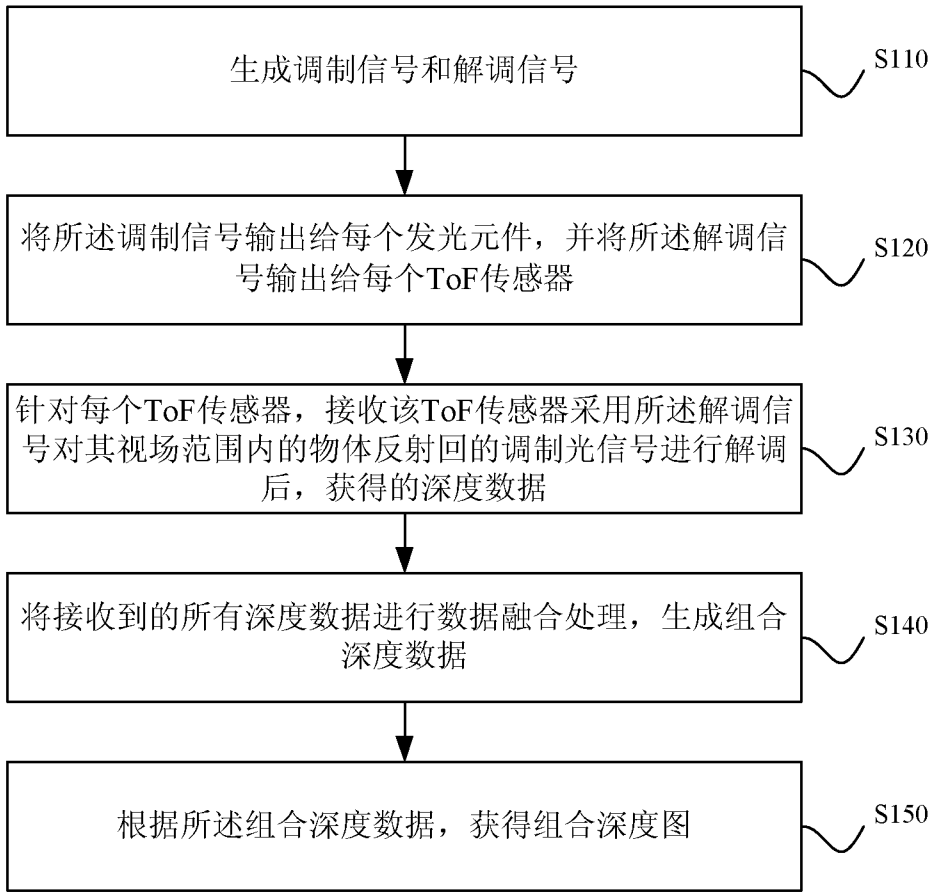 生成调制信号和解调信号
S110
将所述调制信号输出给每个发光元件，并将所述解调信
号输出给每个ToF传感器
S120
针对每个ToF传感器，接收该ToF传感器采用所述解调信
号对其视场范围内的物体反射回的调制光信号进行解调
后，获得的深度数据
S130
将接收到的所有深度数据进行数据融合处理，生成组合
深度数据
S140
根据所述组合深度数据，获得组合深度图
S150